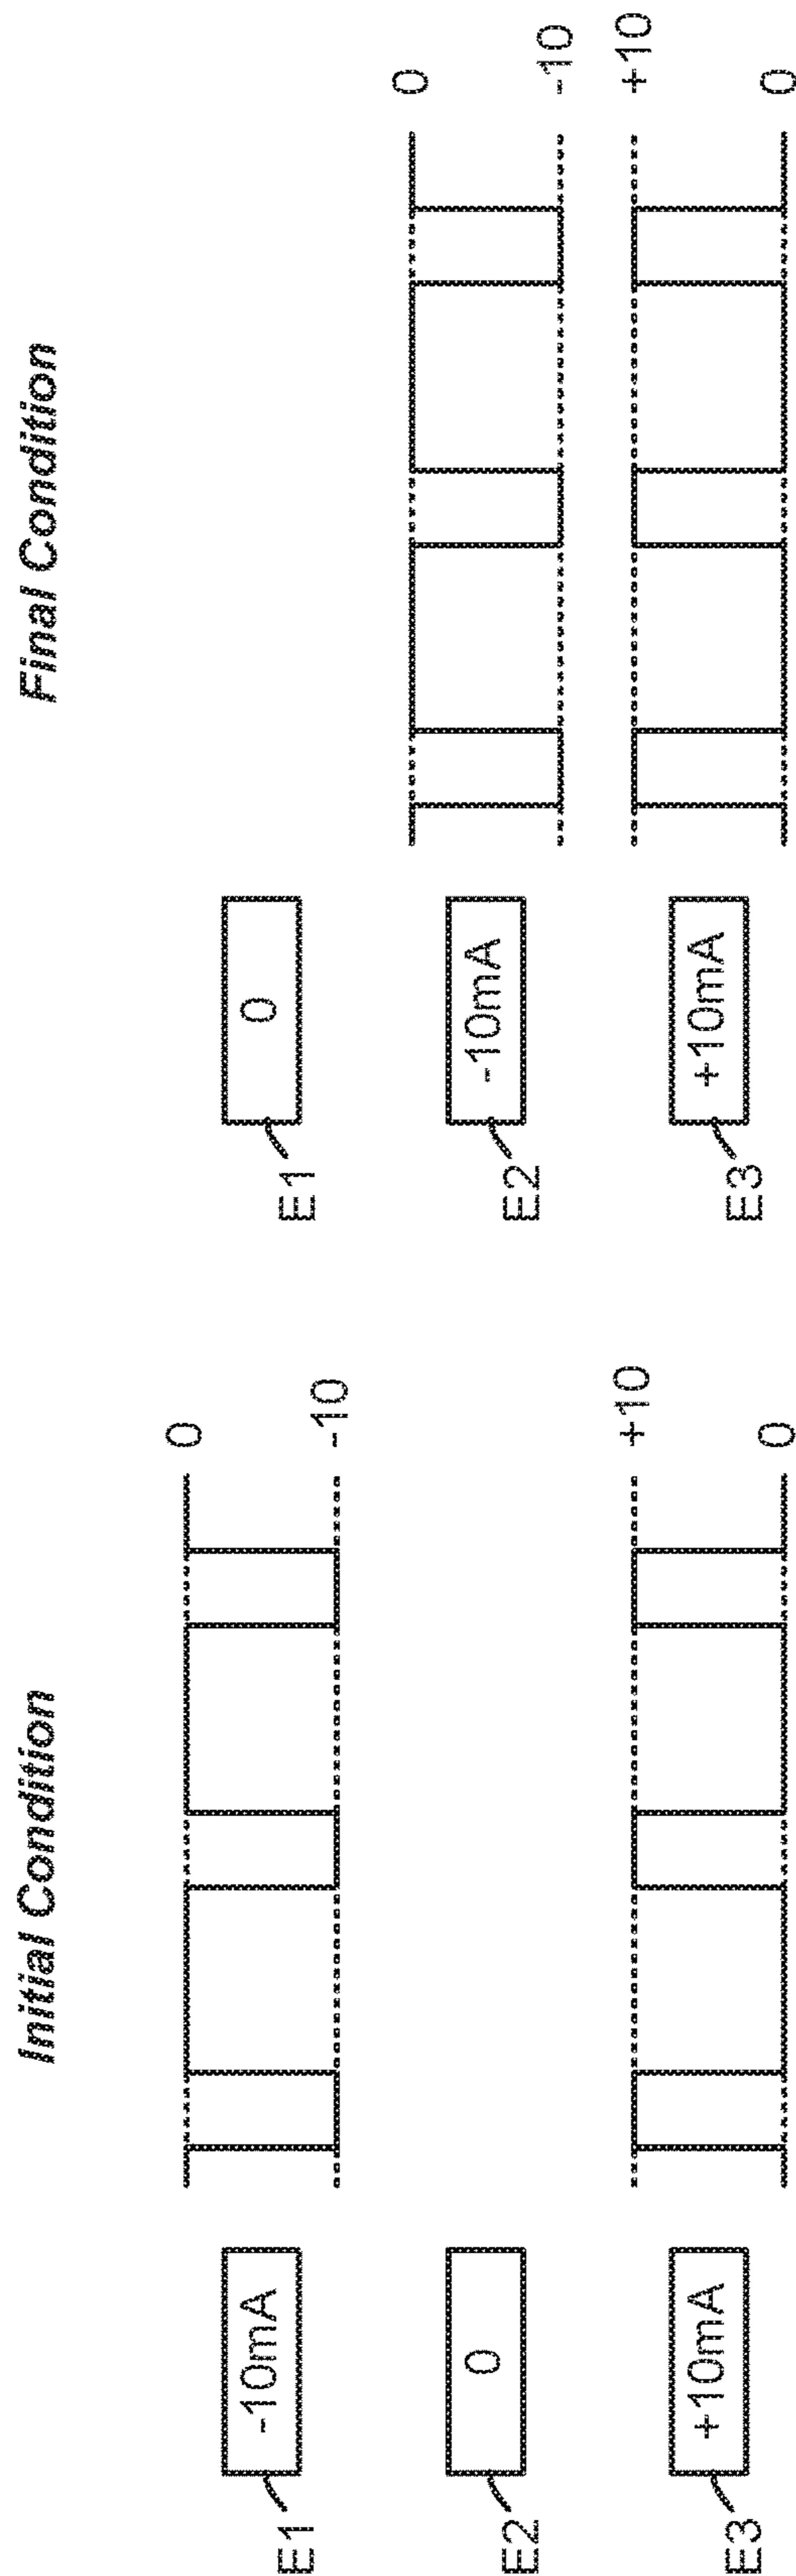 Initial Condition
E1
-10mA
0
-10
E2
0
E3
+10mA
+10
0
Final Condition
E1
0
E2
-10mA
0
-10
E3
+10mA
+10
0